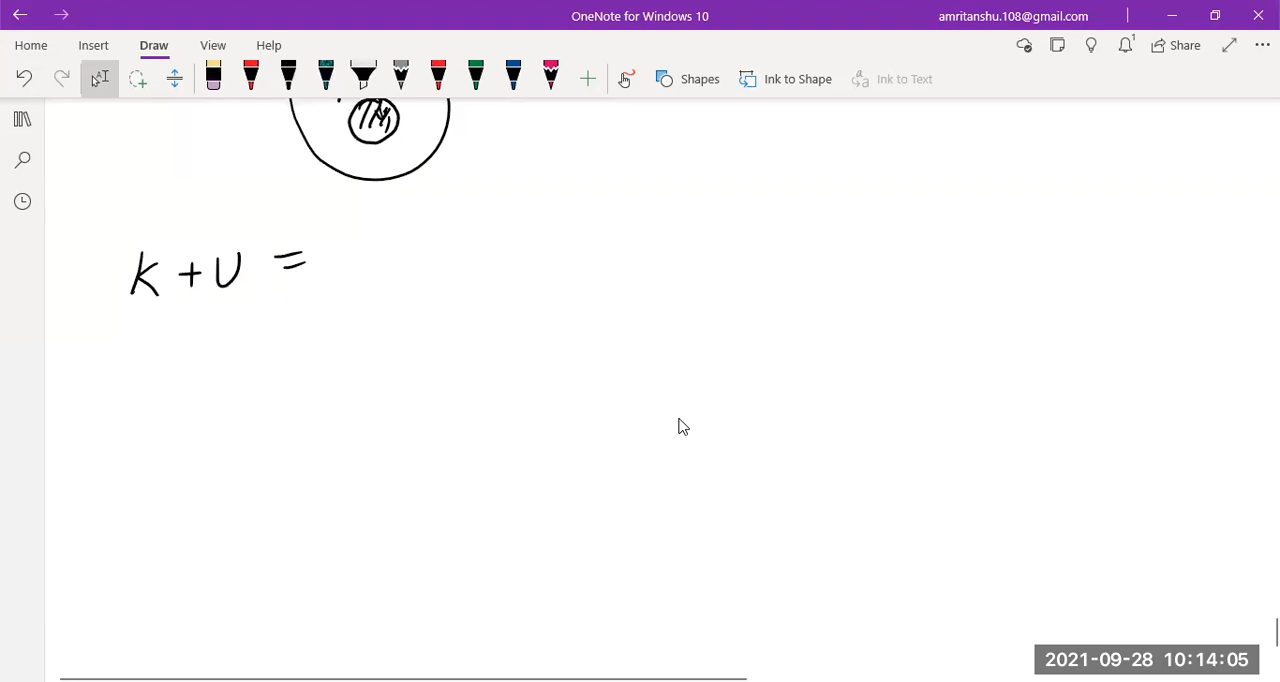 OneNote for Windows 10
amritanshu.108@gmail.com
Home Insert Draw View Help
1 Share
Shapes Ink to Shape Ink to Text
K + U =
2021-09-28 10:14:05